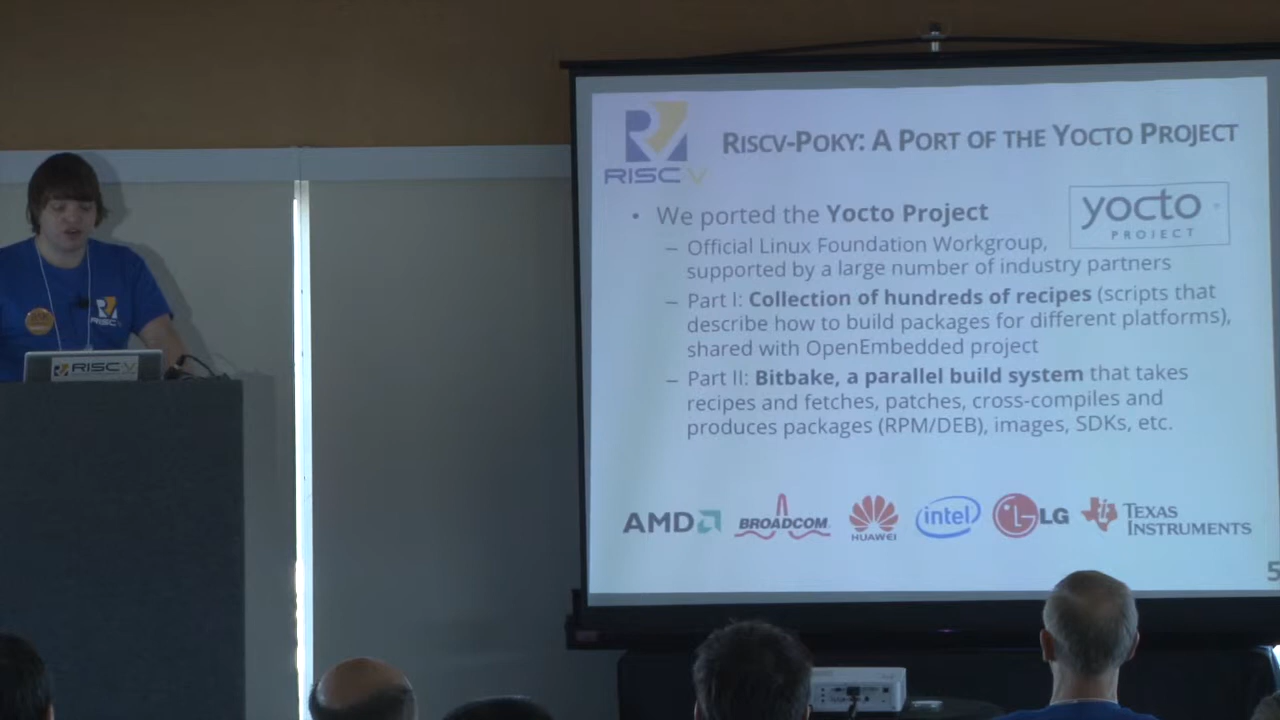 RISC V
RISCV-POKY: A PORT OF THE YOCTO PROJECT
• We ported the Yocto Project
yocto
PROJECT
– Official Linux Foundation Workgroup,
supported by a large number of industry partners
– Part I: Collection of hundreds of recipes (scripts that
describe how to build packages for different platforms),
shared with OpenEmbedded project
– Part II: Bitbake, a parallel build system that takes
recipes and fetches, patches, cross-compiles and
produces packages (RPM/DEB), images, SDKs, etc.
AMD BROADCOM HUAWEI intel LG TEXAS INSTRUMENTS
5
RISC V
RISC V